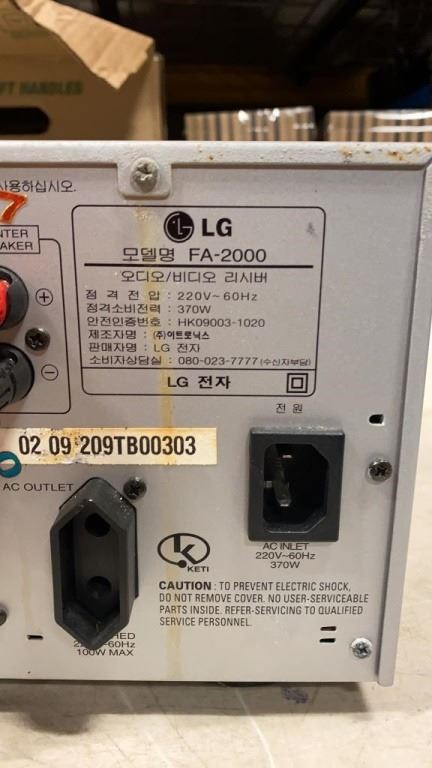 FT HANDLES
사용하십시오.
LG
모델명 FA-2000
오디오/비디오 리시버
정 격 전 압 : 220V~60Hz
정격소비전력 : 370W
안전인증번호 : HK09003-1020
제조자명 : (주)이트로닉스
판매자명 : LG 전자
소비자상담실 : 080-023-7777 (수신자부담)
LG 전자
NTER
EAKER
+
−
전 원
02 09 209TB00303
AC OUTLET
AC INLET
220V~60Hz
370W
K
KETI
CAUTION : TO PREVENT ELECTRIC SHOCK,
DO NOT REMOVE COVER. NO USER-SERVICEABLE
PARTS INSIDE. REFER-SERVICING TO QUALIFIED
SERVICE PERSONNEL.
100W MAX